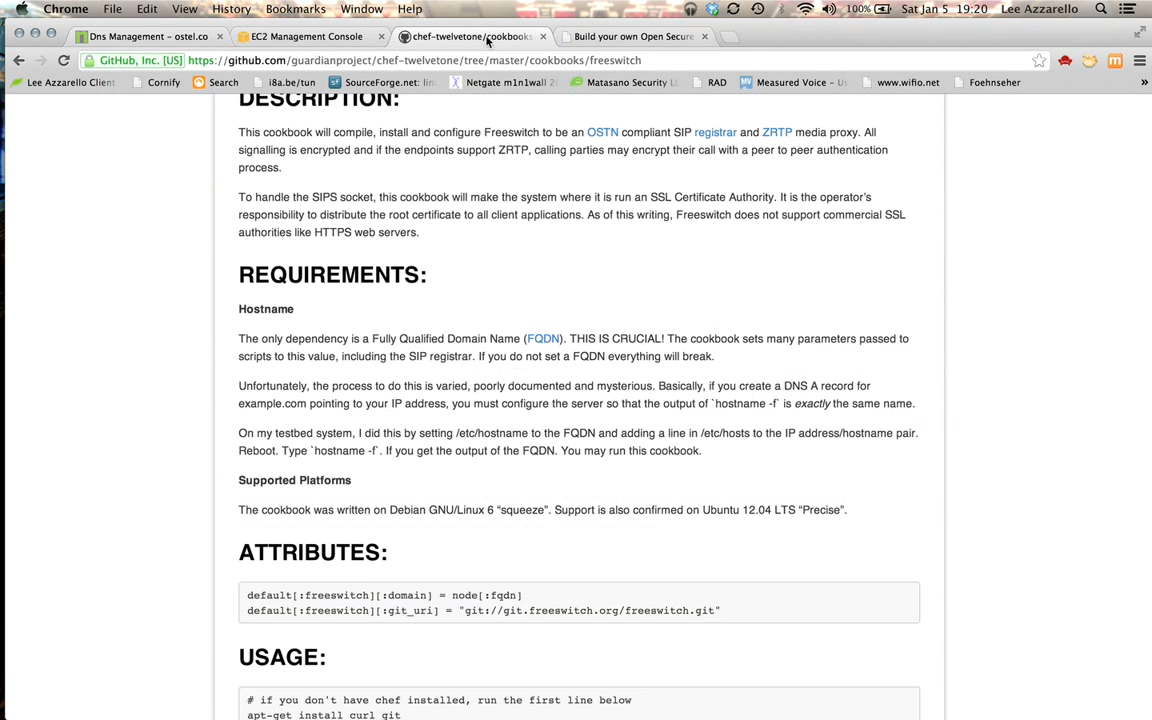 Chrome File Edit View History Bookmarks Window Help 100% Sat Jan 5 19:20 Lee Azzarello
Dns Management – ostel.co EC2 Management Console chef-twelvetone/cookbooks Build your own Open Secure
GitHub, Inc. [US] https://github.com/guardianproject/chef-twelvetone/tree/master/cookbooks/freeswitch
Lee Azzarello Client Cornify Search i8a.be/tun SourceForge.net: Netgate m1n1wall Matasano Security RAD Measured Voice – www.wifio.net Foehnseher »
DESCRIPTION:
This cookbook will compile, install and configure Freeswitch to be an OSTN compliant SIP registrar and ZRTP media proxy. All
signalling is encrypted and if the endpoints support ZRTP, calling parties may encrypt their call with a peer to peer authentication
process.
To handle the SIPS socket, this cookbook will make the system where it is run an SSL Certificate Authority. It is the operator's
responsibility to distribute the root certificate to all client applications. As of this writing, Freeswitch does not support commercial SSL
authorities like HTTPS web servers.
REQUIREMENTS:
Hostname
The only dependency is a Fully Qualified Domain Name (FQDN). THIS IS CRUCIAL! The cookbook sets many parameters passed to
scripts to this value, including the SIP registrar. If you do not set a FQDN everything will break.
Unfortunately, the process to do this is varied, poorly documented and mysterious. Basically, if you create a DNS A record for
example.com pointing to your IP address, you must configure the server so that the output of `hostname -f` is exactly the same name.
On my testbed system, I did this by setting /etc/hostname to the FQDN and adding a line in /etc/hosts to the IP address/hostname pair.
Reboot. Type `hostname -f`. If you get the output of the FQDN. You may run this cookbook.
Supported Platforms
The cookbook was written on Debian GNU/Linux 6 “squeeze”. Support is also confirmed on Ubuntu 12.04 LTS “Precise”.
ATTRIBUTES:
default[:freeswitch][:domain] = node[:fqdn]
default[:freeswitch][:git_uri] = "git://git.freeswitch.org/freeswitch.git"
USAGE:
# if you don't have chef installed, run the first line below
apt-get install curl git